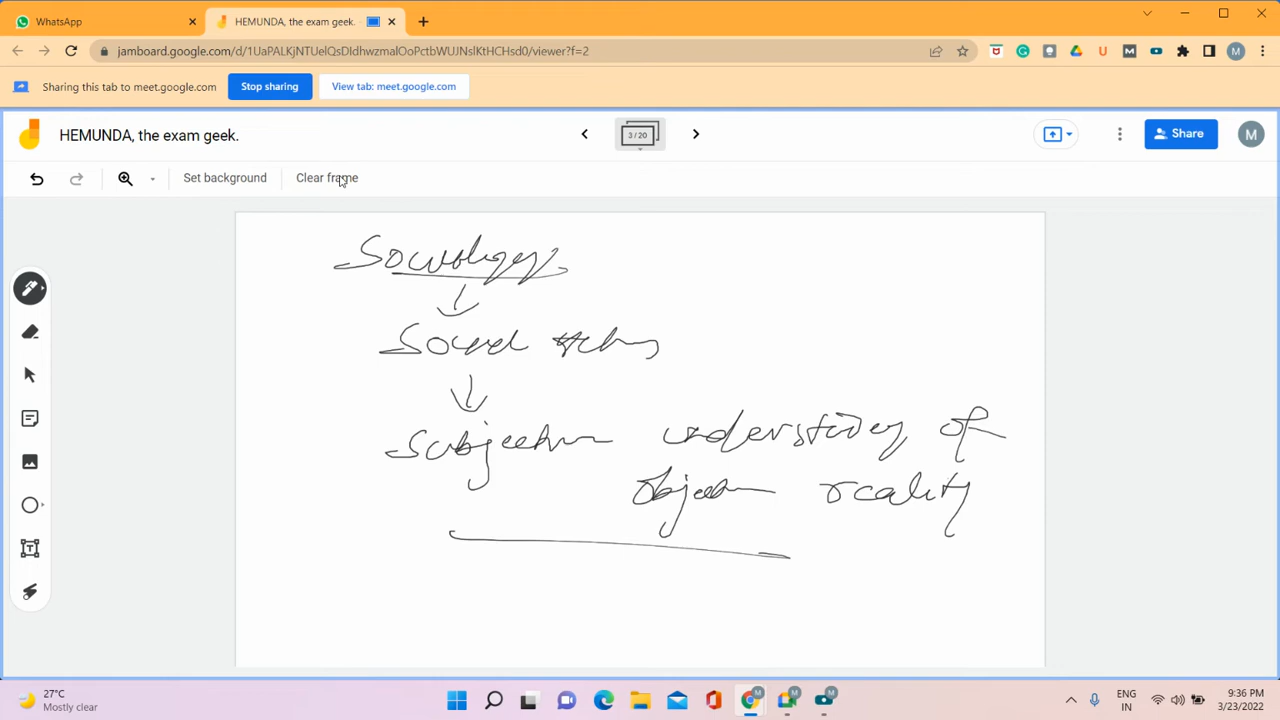 WhatsApp
HEMUNDA, the exam geek.
jamboard.google.com/d/1UaPALKjNTUelQsDldhwzmalOoPctbWUJNslKtHCHsd0/viewer?f=2
Sharing this tab to meet.google.com
Stop sharing
View tab: meet.google.com
HEMUNDA, the exam geek.
3 / 20
Share
M
Set background
Clear frame
Sociology
Social
Subjective understanding of
objective reality
27°C
Mostly clear
ENG
IN
9:36 PM
3/23/2022